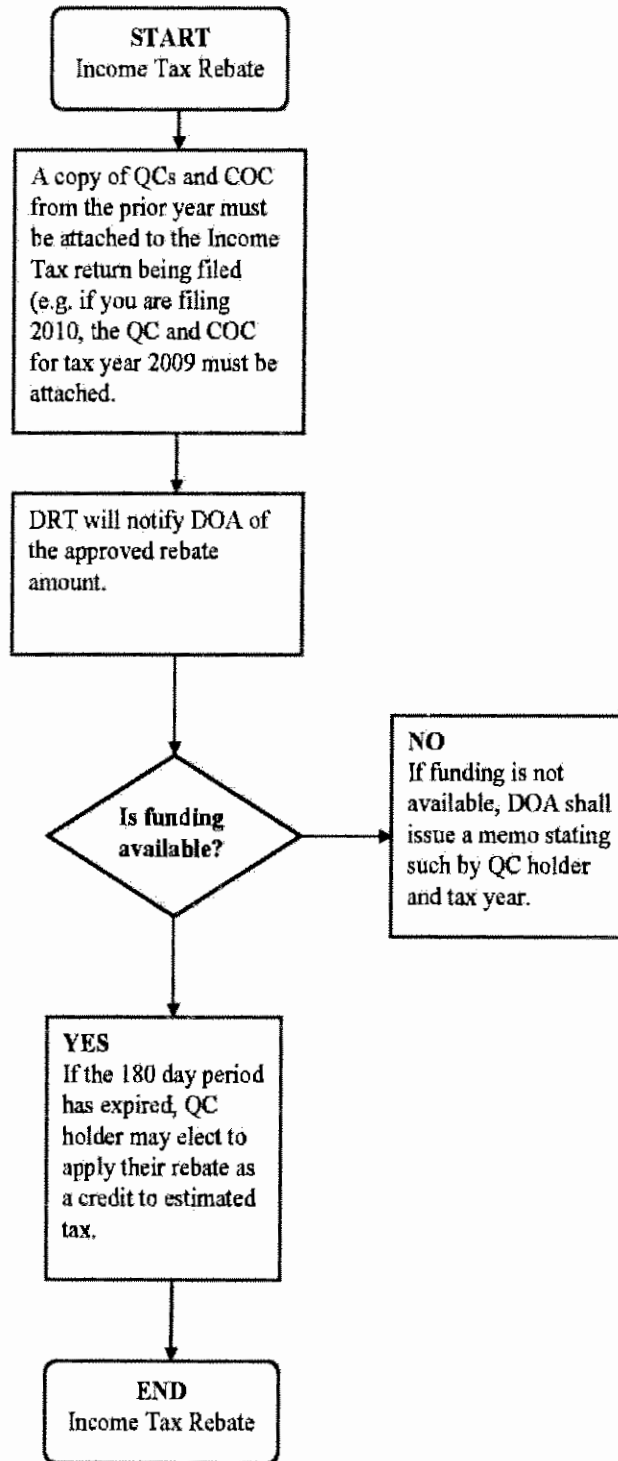 START
Income Tax Rebate
A copy of QCs and COC
from the prior year must
be attached to the Income
Tax return being filed
(e.g. if you are filing
2010, the QC and COC
for tax year 2009 must be
attached.
DRT will notify DOA of
the approved rebate
amount.
Is funding
available?
NO
If funding is not
available, DOA shall
issue a memo stating
such by QC holder
and tax year.
YES
If the 180 day period
has expired, QC
holder may elect to
apply their rebate as
a credit to estimated
tax.
END
Income Tax Rebate